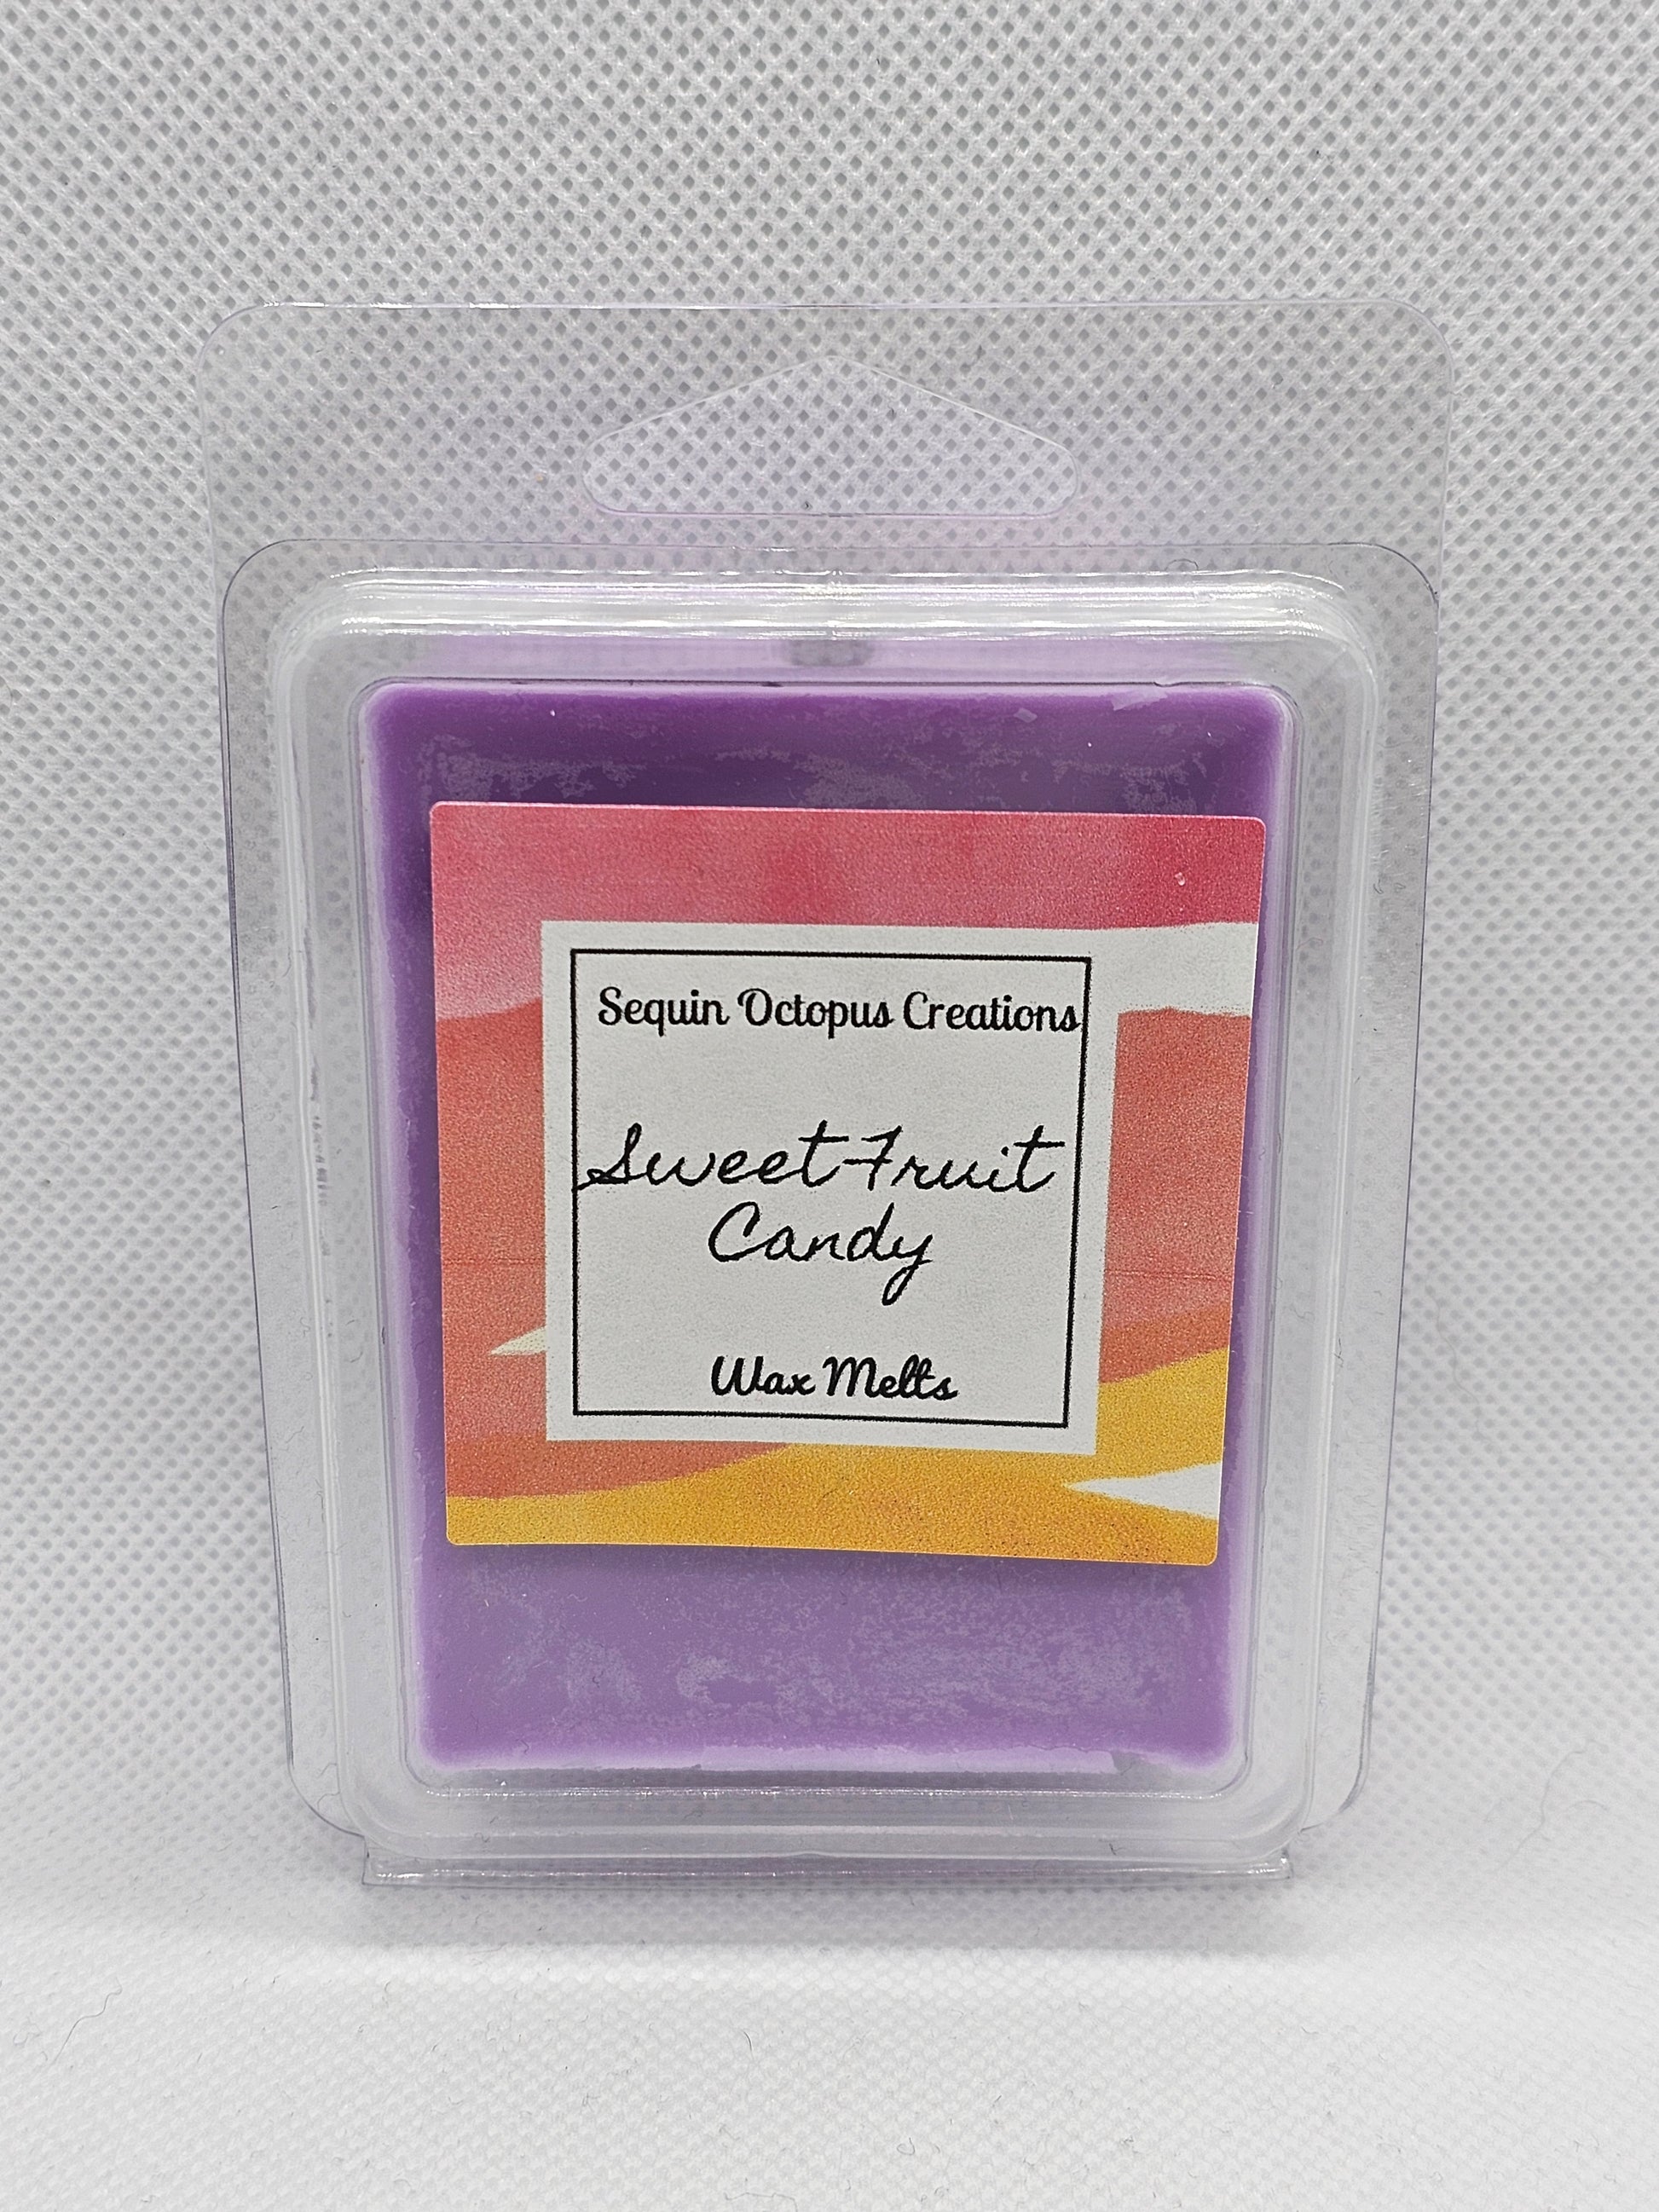 Sequin Octopus Creations
Sweet Fruit
Candy
Wax Melts